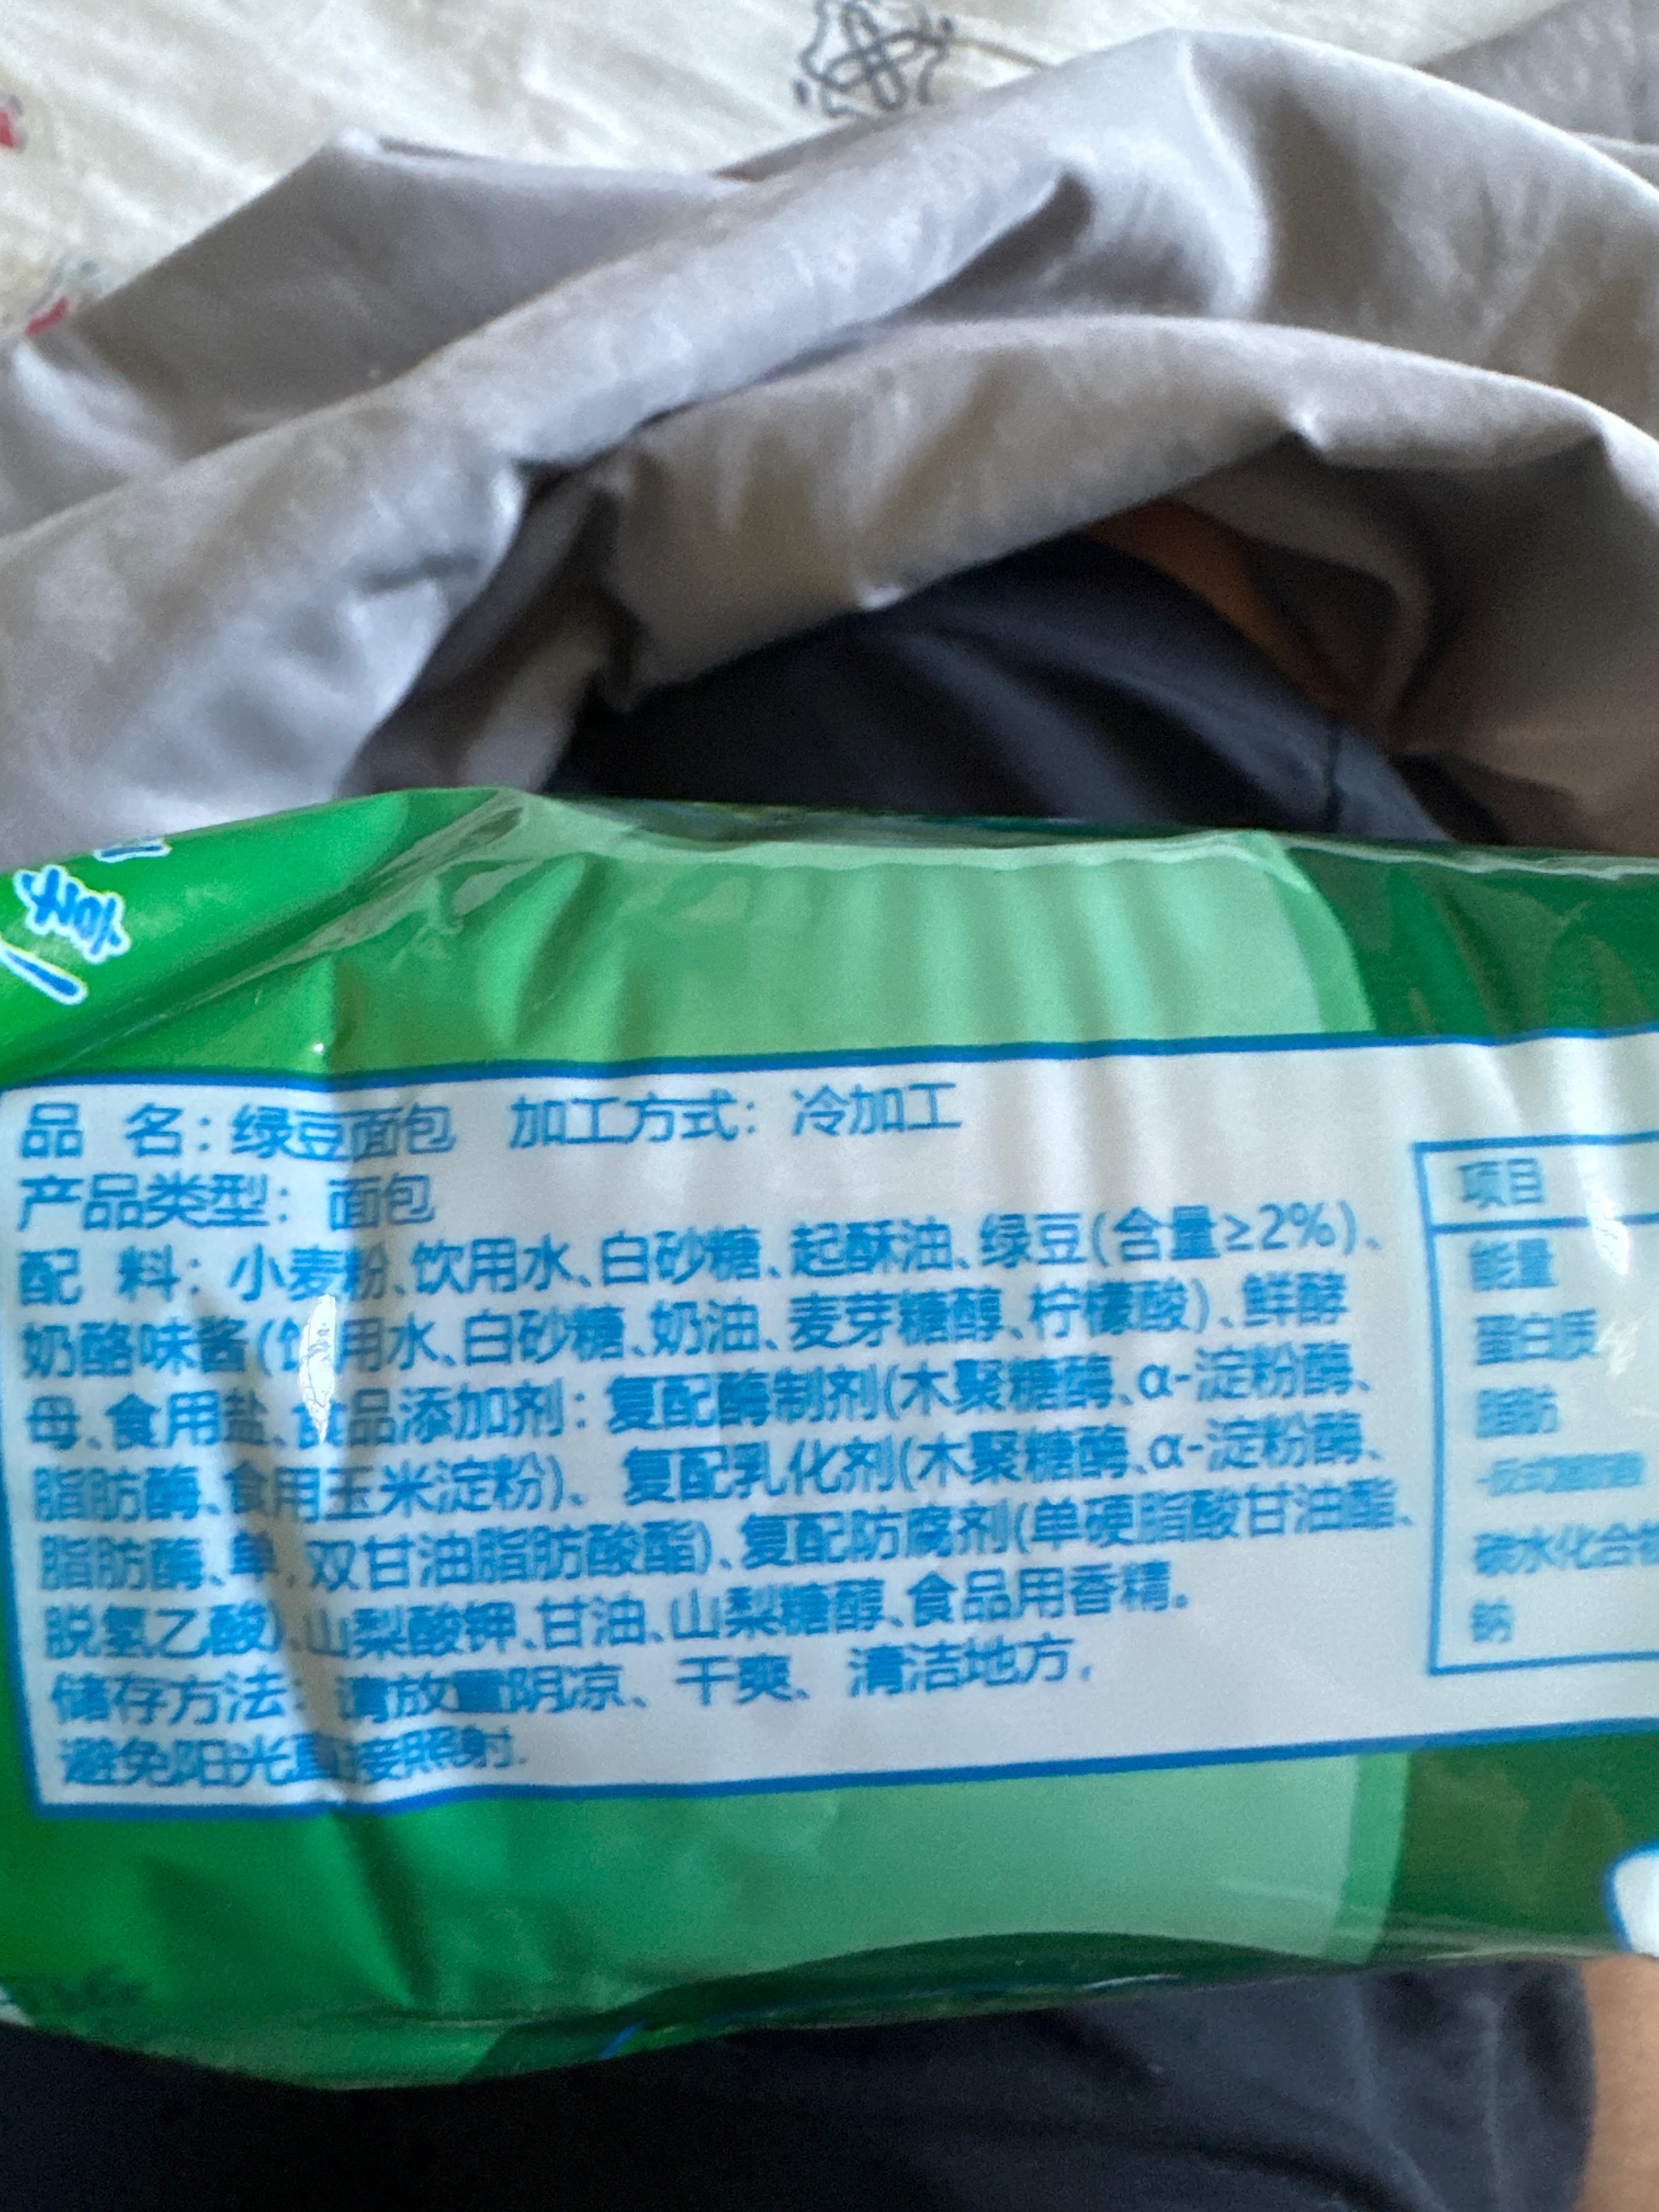 享
品 名：绿豆面包 加工方式：冷加工
产品类型：面包
配 料：小麦粉、饮用水、白砂糖、起酥油、绿豆(含量≥2%)、
奶酪味酱(饮用水、白砂糖、奶油、麦芽糖醇、柠檬酸)、鲜酵
母、食用盐、食品添加剂：复配酶制剂(木聚糖酶、α-淀粉酶、
脂肪酶、食用玉米淀粉)、复配乳化剂(木聚糖酶、α-淀粉酶、
脂肪酶、单,双甘油脂肪酸酯)、复配防腐剂(单硬脂酸甘油酯、
脱氢乙酸)、山梨酸钾、甘油、山梨糖醇、食品用香精。
储存方法：请放置阴凉、干爽、清洁地方，
避免阳光直接照射.
项目
能量
蛋白质
脂肪
碳水化合物
钠